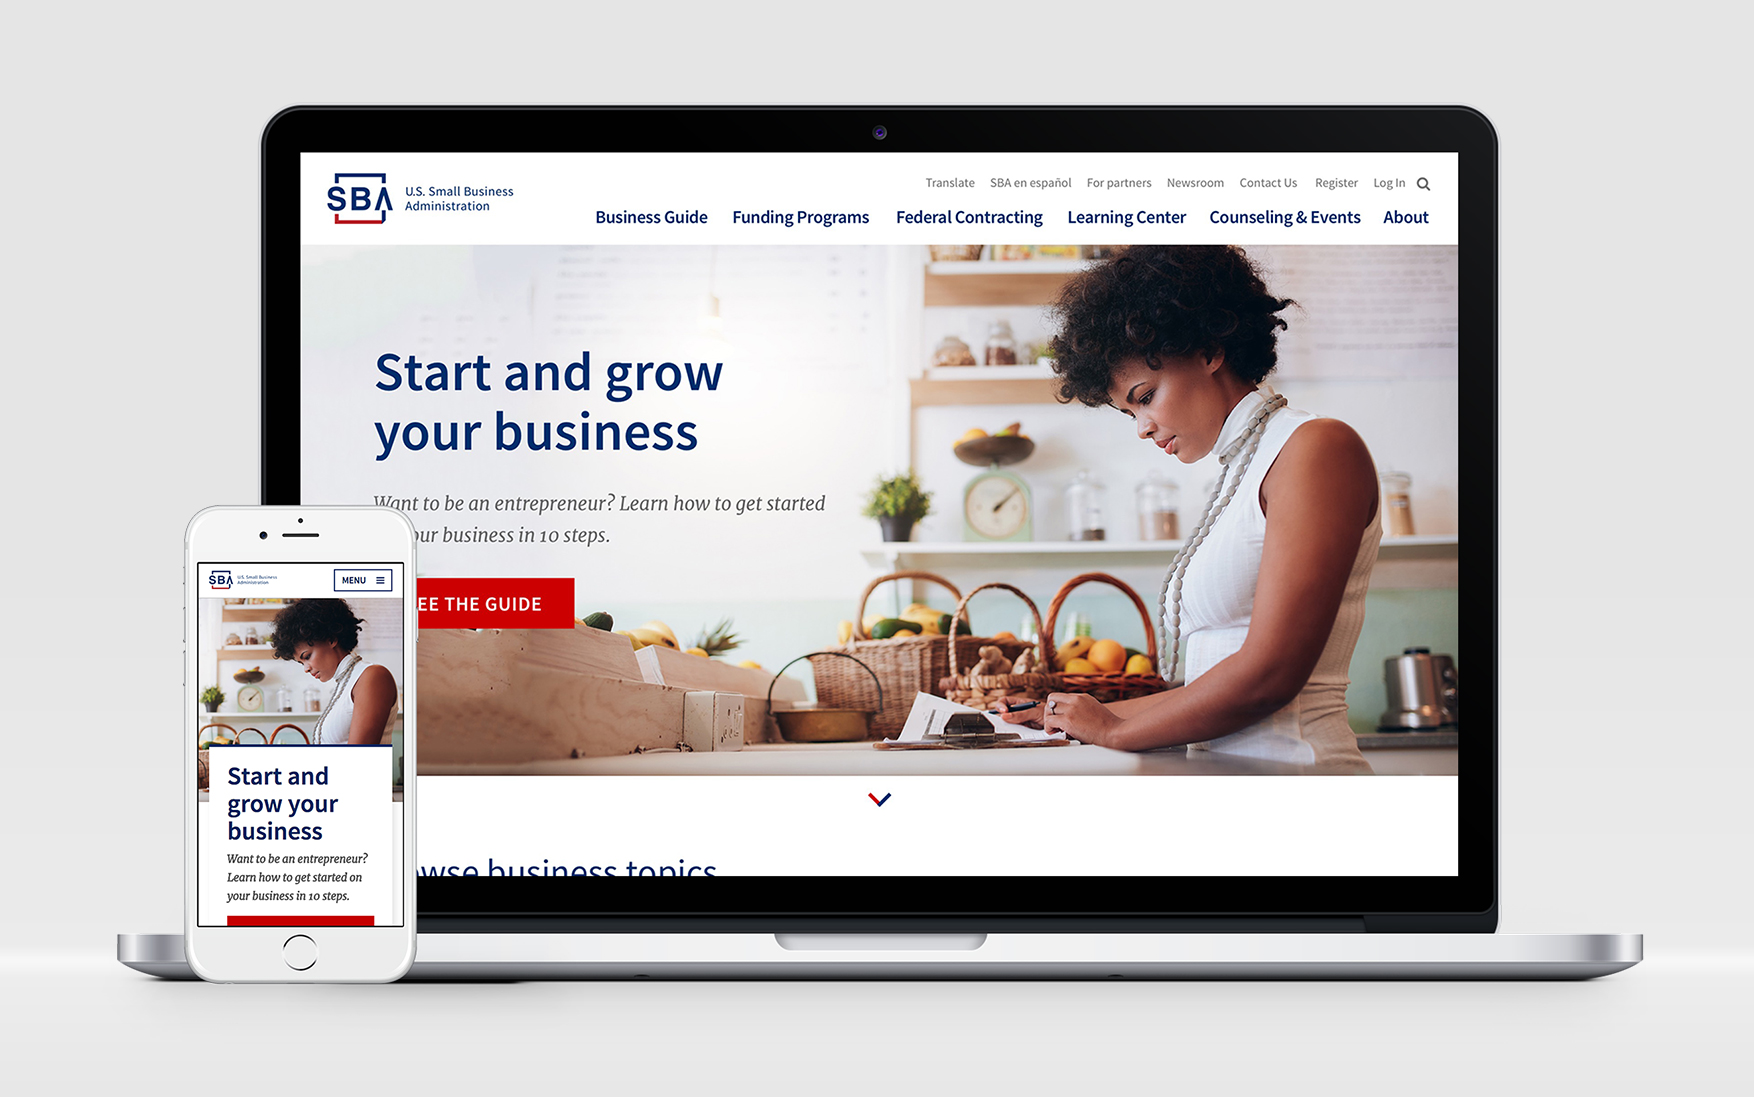 SBA
U.S. Small Business
Administration
Translate SBA en español For partners Newsroom Contact Us Register Log In
Business Guide Funding Programs Federal Contracting Learning Center Counseling & Events About
Start and grow
your business
Want to be an entrepreneur? Learn how to get started
your business in 10 steps.
EE THE GUIDE
wse business topics
SBA
U.S. Small Business
Administration
MENU
Start and
grow your
business
Want to be an entrepreneur?
Learn how to get started on
your business in 10 steps.